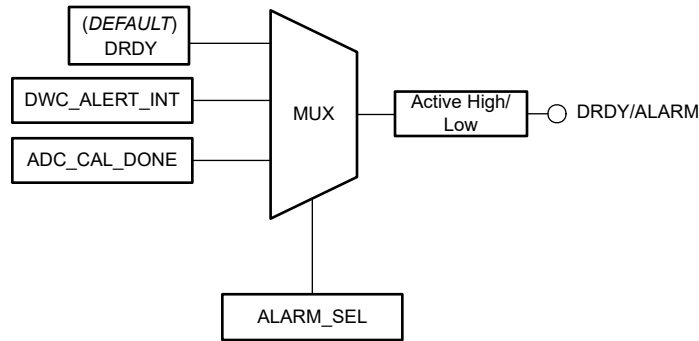 (DEFAULT)
DRDY
DWC_ALERT_INT
ADC_CAL_DONE
MUX
Active High/
Low
DRDY/ALARM
ALARM_SEL